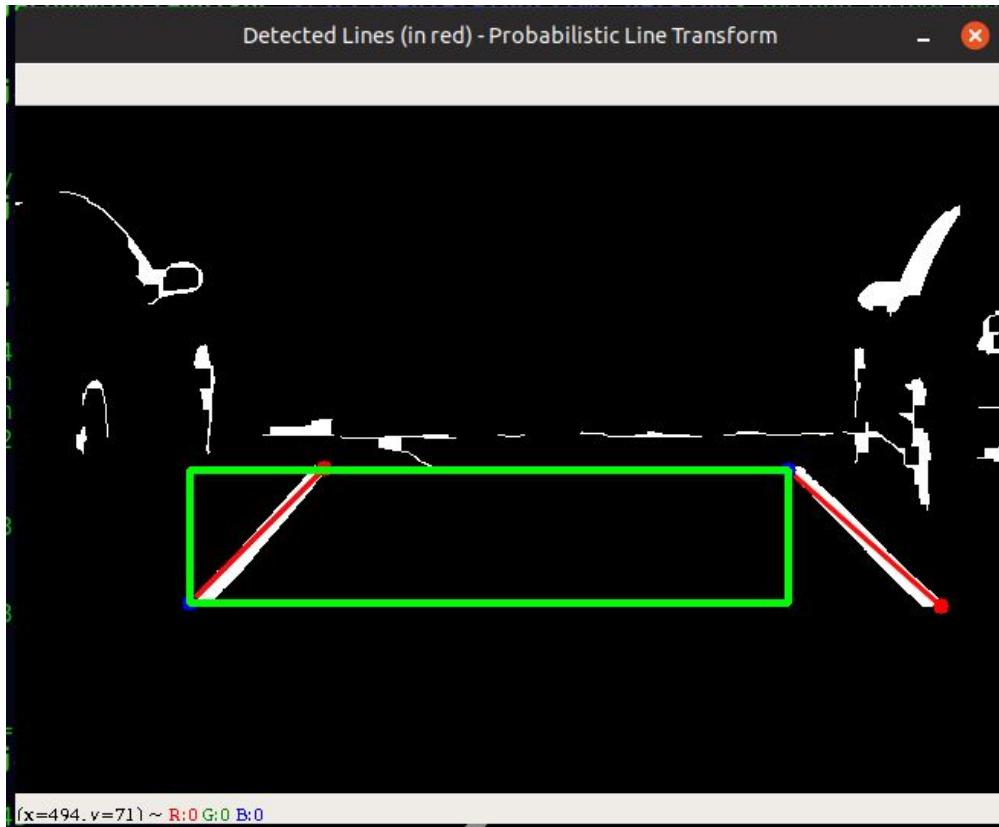 Detected Lines (in red) - Probabilistic Line Transform
(x=494, y=71) ~ R:0 G:0 B:0